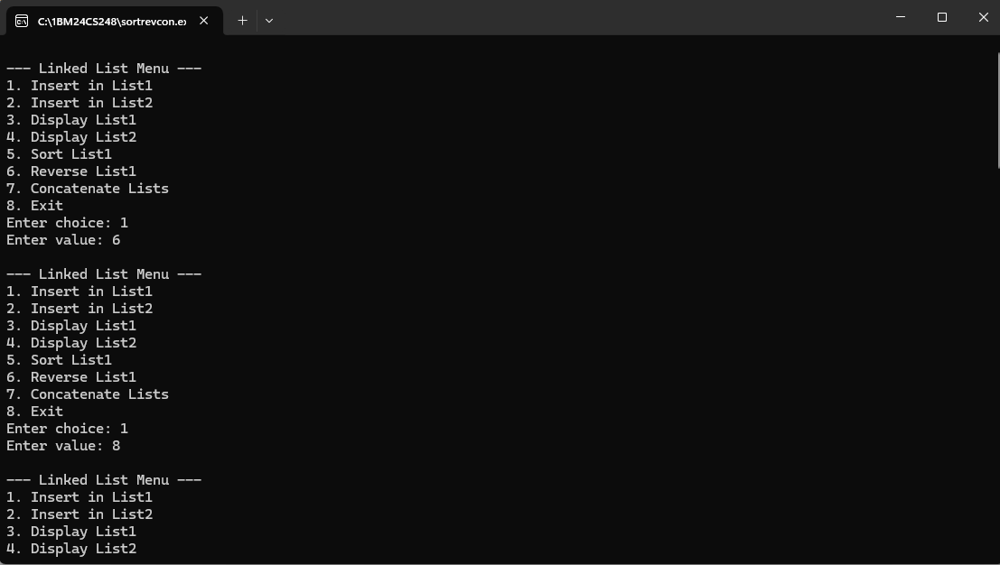 C:\1BM24CS248\sortrevcon.ex
--- Linked List Menu ---
1. Insert in List1
2. Insert in List2
3. Display List1
4. Display List2
5. Sort List1
6. Reverse List1
7. Concatenate Lists
8. Exit
Enter choice: 1
Enter value: 6
--- Linked List Menu ---
1. Insert in List1
2. Insert in List2
3. Display List1
4. Display List2
5. Sort List1
6. Reverse List1
7. Concatenate Lists
8. Exit
Enter choice: 1
Enter value: 8
--- Linked List Menu ---
1. Insert in List1
2. Insert in List2
3. Display List1
4. Display List2